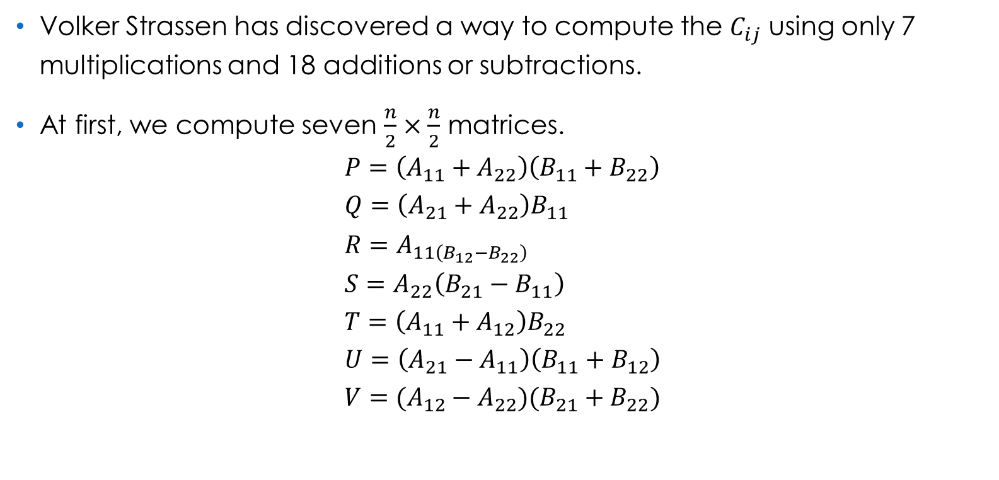 • Volker Strassen has discovered a way to compute the $C_{ij}$ using only 7
multiplications and 18 additions or subtractions.
• At first, we compute seven $\frac{n}{2} \times \frac{n}{2}$ matrices.
$P = (A_{11} + A_{22})(B_{11} + B_{22})$
$Q = (A_{21} + A_{22})B_{11}$
$R = A_{11(B_{12}-B_{22})}$
$S = A_{22}(B_{21} - B_{11})$
$T = (A_{11} + A_{12})B_{22}$
$U = (A_{21} - A_{11})(B_{11} + B_{12})$
$V = (A_{12} - A_{22})(B_{21} + B_{22})$